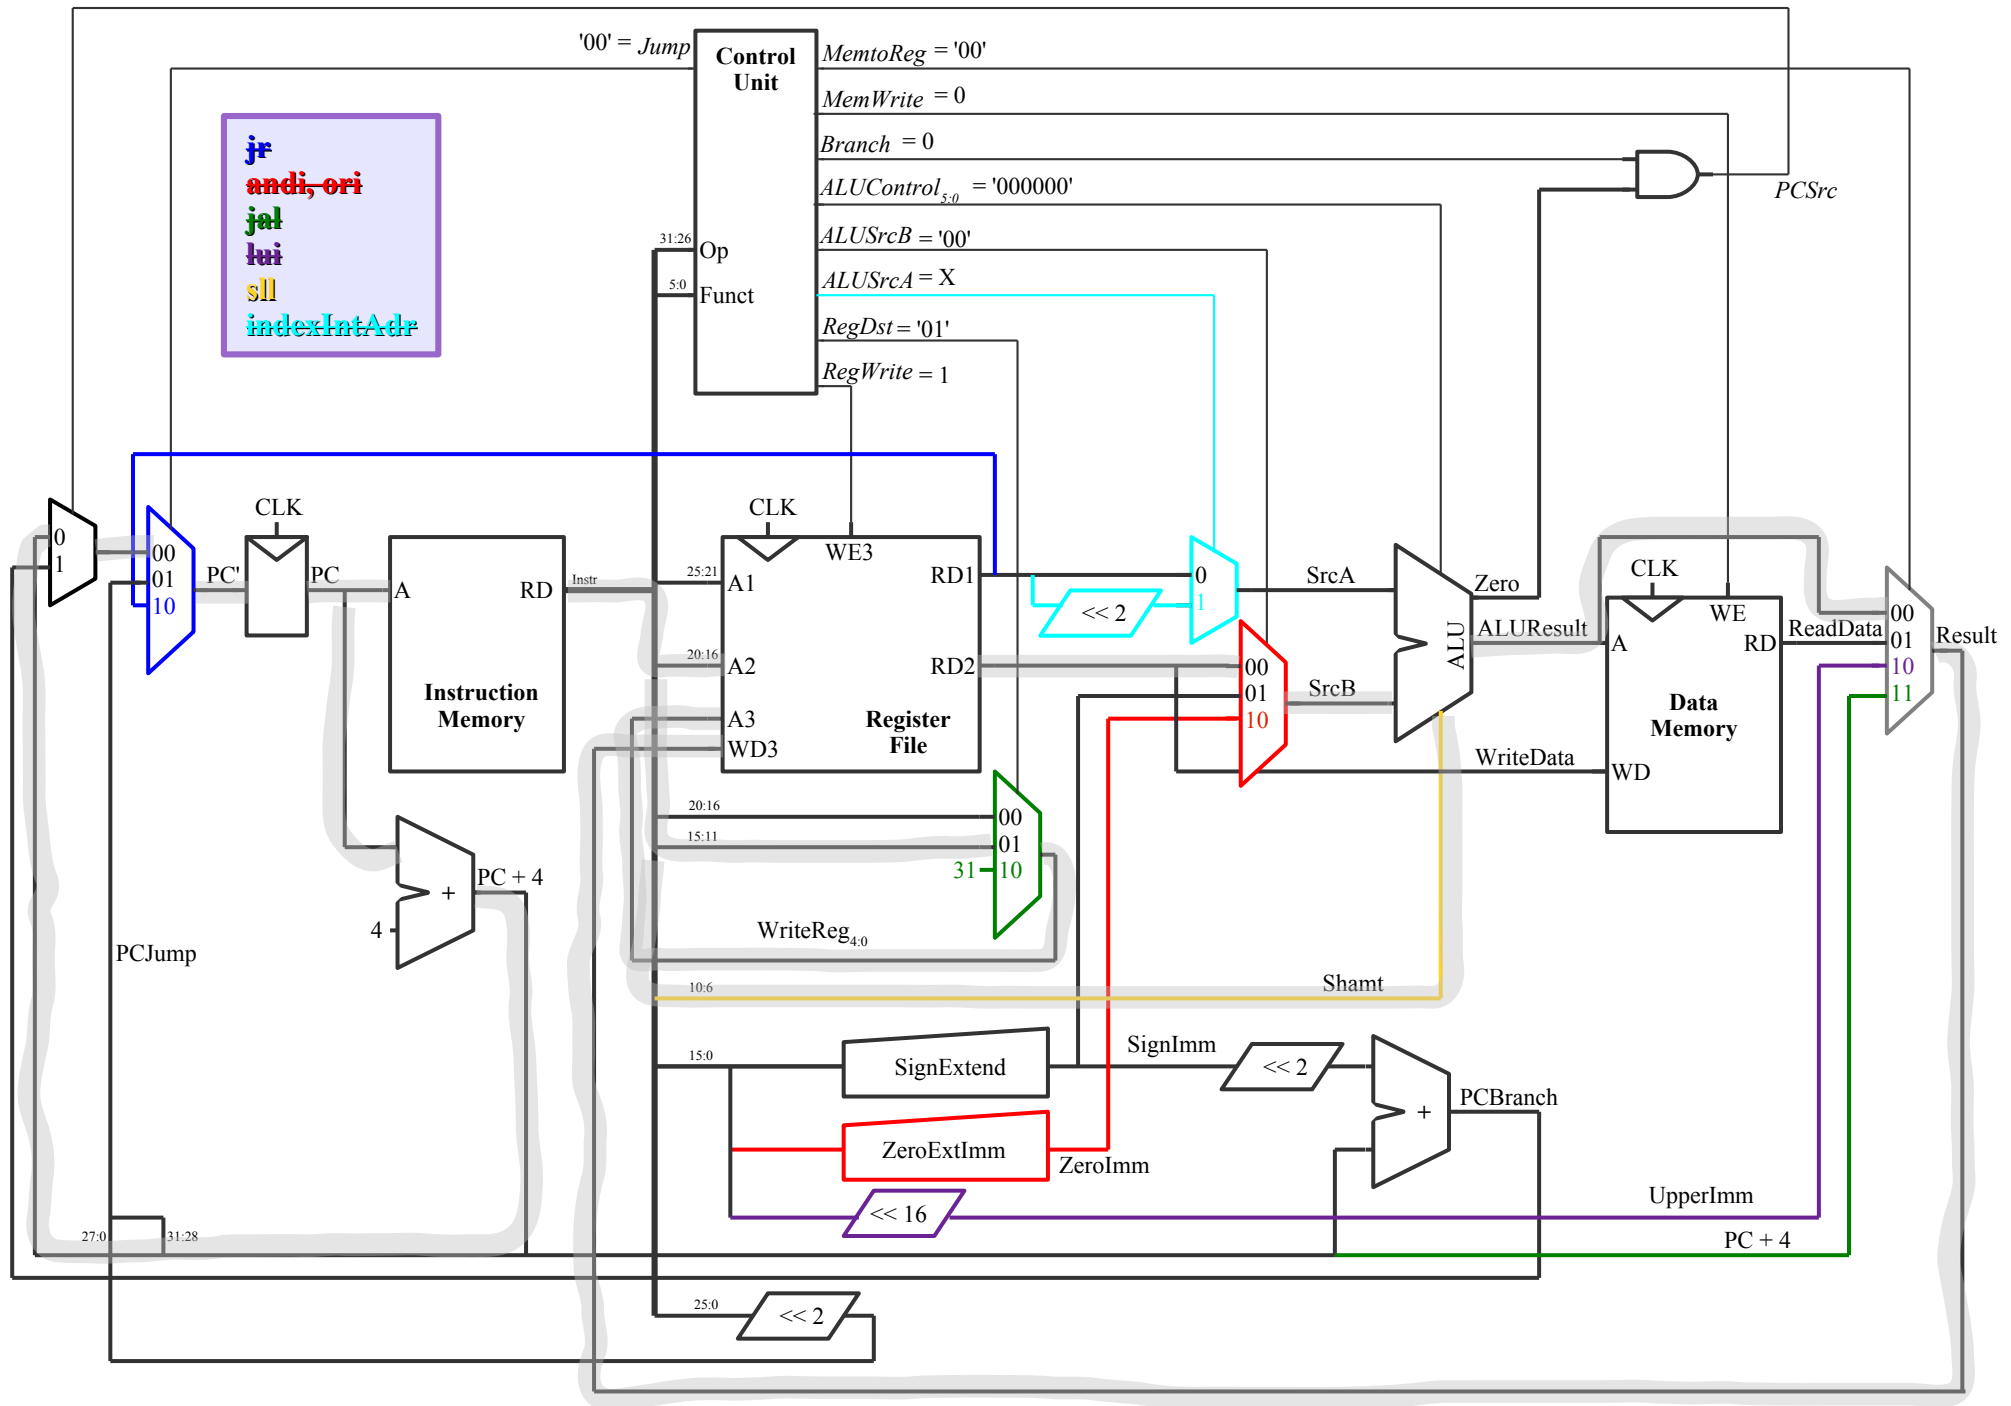 '00' = Jump
Control
Unit
MemtoReg = '00'
MemWrite = 0
Branch = 0
ALUControl5:0 = '000000'
ALUSrcB = '00'
ALUSrcA = X
RegDst = '01'
RegWrite = 1
31:26
Op
5:0
Funct
PCSrc
jr
andi, ori
jal
lui
sll
indexIntAdr
0
1
00
01
10
PC'
CLK
PC
A
RD
Instruction
Memory
Instr
25:21
20:16
CLK
WE3
A1
A2
A3
WD3
RD1
RD2
Register
File
0
1
<< 2
SrcA
00
01
10
SrcB
ALU
Zero
ALUResult
CLK
WE
A
RD
Data
Memory
WD
WriteData
ReadData
00
01
10
11
Result
20:16
15:11
31
00
01
10
WriteReg4:0
PC + 4
+
4
PCJump
10:6
Shamt
15:0
SignExtend
SignImm
<< 2
+
PCBranch
ZeroExtImm
ZeroImm
<< 16
UpperImm
PC + 4
27:0
31:28
25:0
<< 2